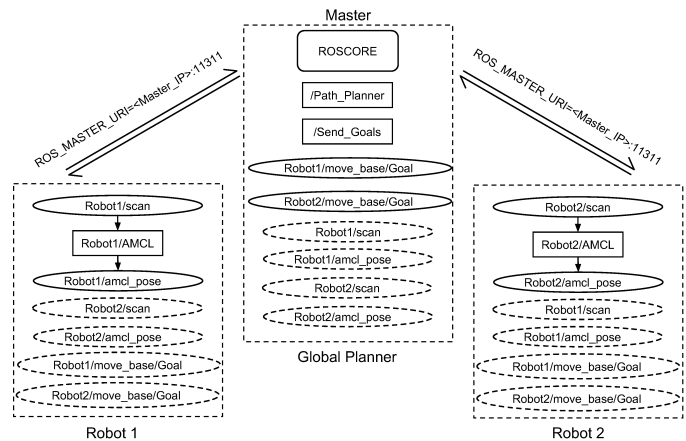 Master
ROSCORE
/Path_Planner
/Send_Goals
Robot1/move_base/Goal
Robot2/move_base/Goal
Robot1/scan
Robot1/amcl_pose
Robot2/scan
Robot2/amcl_pose
Global Planner
ROS_MASTER_URI=<Master_IP>:11311
Robot1/scan
Robot1/AMCL
Robot1/amcl_pose
Robot2/scan
Robot2/amcl_pose
Robot1/move_base/Goal
Robot2/move_base/Goal
Robot 1
ROS_MASTER_URI=<Master_IP>:11311
Robot2/scan
Robot2/AMCL
Robot2/amcl_pose
Robot1/scan
Robot1/amcl_pose
Robot1/move_base/Goal
Robot2/move_base/Goal
Robot 2